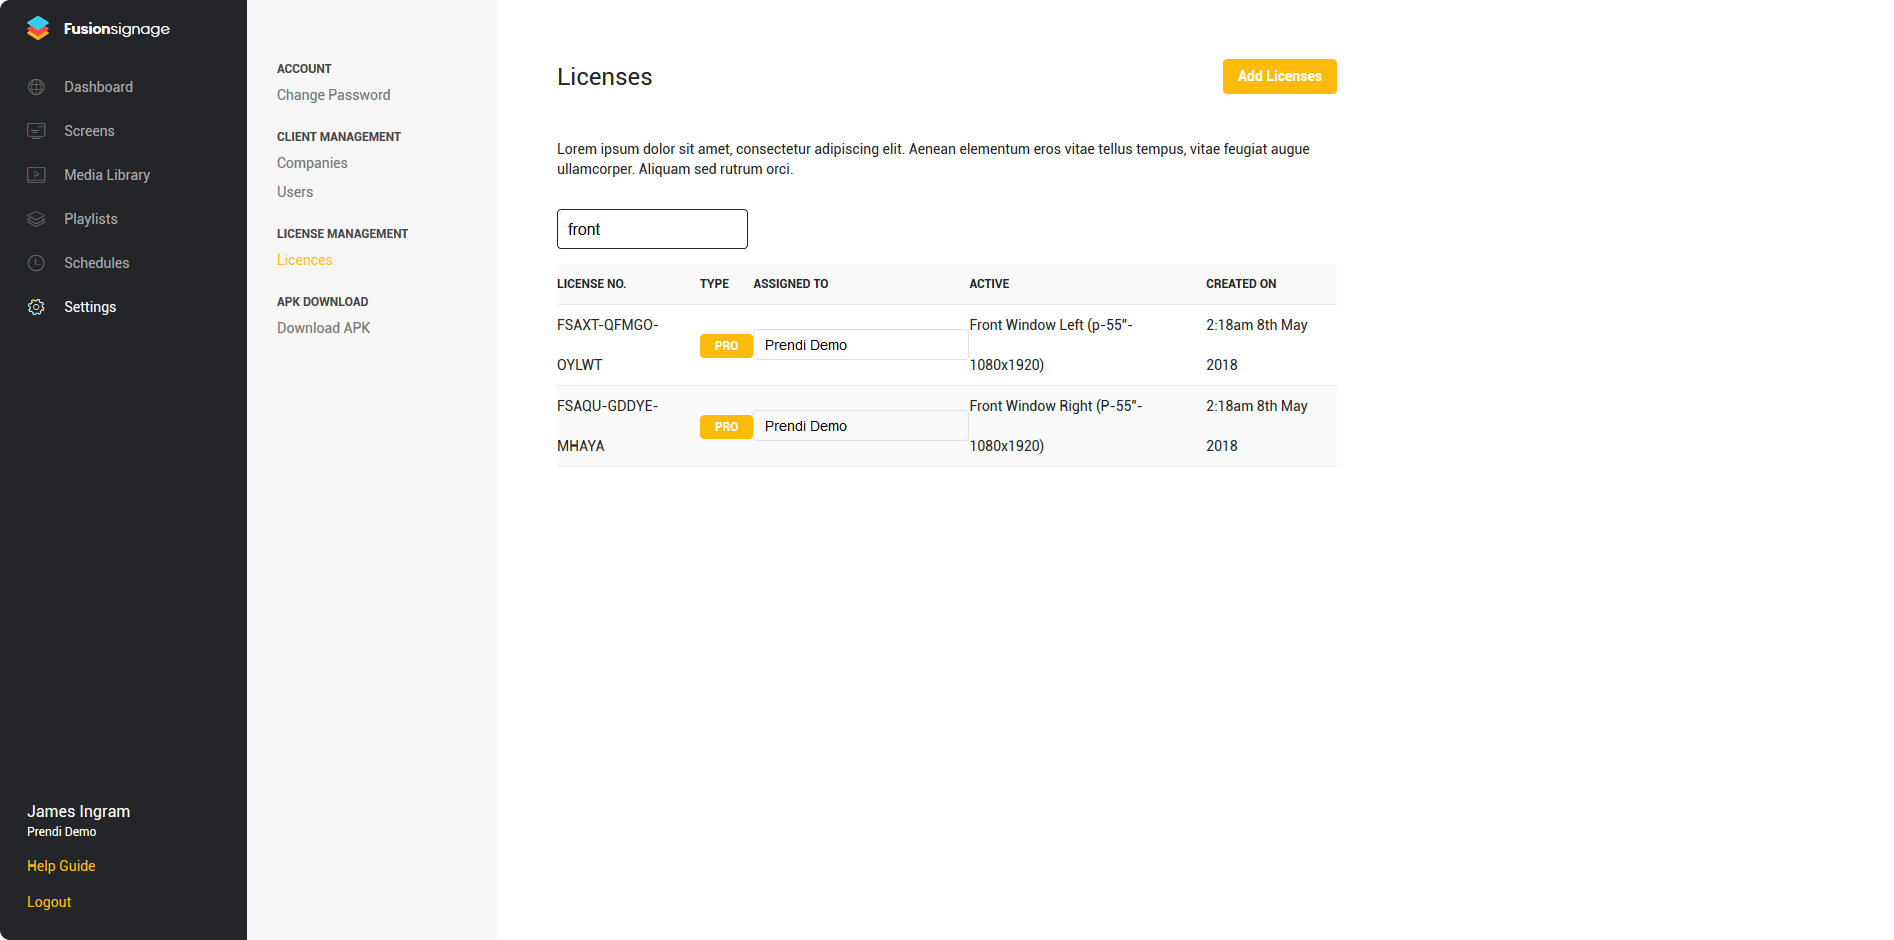 Fusionsignage
Dashboard
Screens
Media Library
Playlists
Schedules
Settings
James Ingram
Prendi Demo
Help Guide
Logout
ACCOUNT
Change Password
CLIENT MANAGEMENT
Companies
Users
LICENSE MANAGEMENT
Licences
APK DOWNLOAD
Download APK
Licenses
Add Licenses
Lorem ipsum dolor sit amet, consectetur adipiscing elit. Aenean elementum eros vitae tellus tempus, vitae feugiat augue
ullamcorper. Aliquam sed rutrum orci.
front
LICENSE NO. TYPE ASSIGNED TO ACTIVE CREATED ON
FSAXT-QFMGO- Front Window Left (p-55"- 2:18am 8th May
PRO Prendi Demo
OYLWT 1080x1920) 2018
FSAQU-GDDYE- Front Window Right (P-55"- 2:18am 8th May
PRO Prendi Demo
MHAYA 1080x1920) 2018